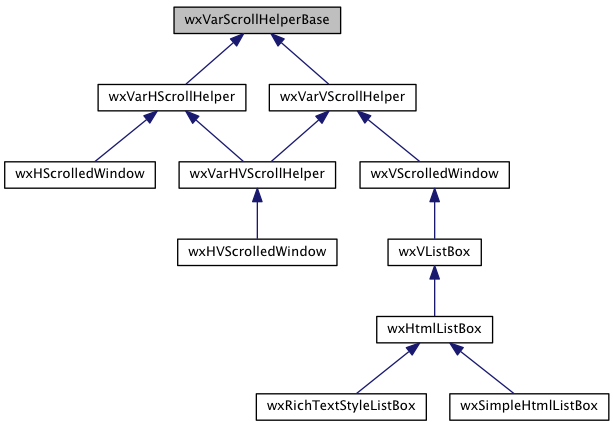 wxVarScrollHelperBase
wxVarHScrollHelper
wxVarVScrollHelper
wxHScrolledWindow
wxVarHVScrollHelper
wxVScrolledWindow
wxHVScrolledWindow
wxVListBox
wxHtmlListBox
wxRichTextStyleListBox
wxSimpleHtmlListBox